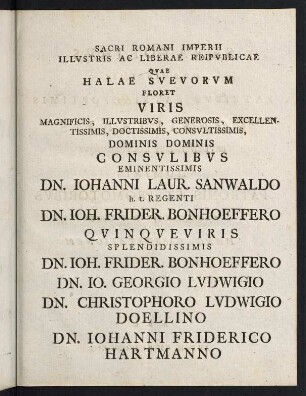 SACRI ROMANI IMPERII
ILLVSTRIS AC LIBERAE REIPVBLICAE
QVAE
HALAE SVEVORVM
FLORET
VIRIS
MAGNIFICIS, ILLVSTRIBVS, GENEROSIS, EXCELLEN-
TISSIMIS, DOCTISSIMIS, CONSVLTISSIMIS,
DOMINIS DOMINIS
CONSVLIBVS
EMINENTISSIMIS
DN. IOHANNI LAUR. SANWALDO
h. t. REGENTI
DN. IOH. FRIDER. BONHOEFFERO
QVINQVEVIRIS
SPLENDIDISSIMIS
DN. IOH. FRIDER. BONHOEFFERO
DN. IO. GEORGIO LVDWIGIO
DN. CHRISTOPHORO LVDWIGIO
DOELLINO
DN. IOHANNI FRIDERICO
HARTMANNO